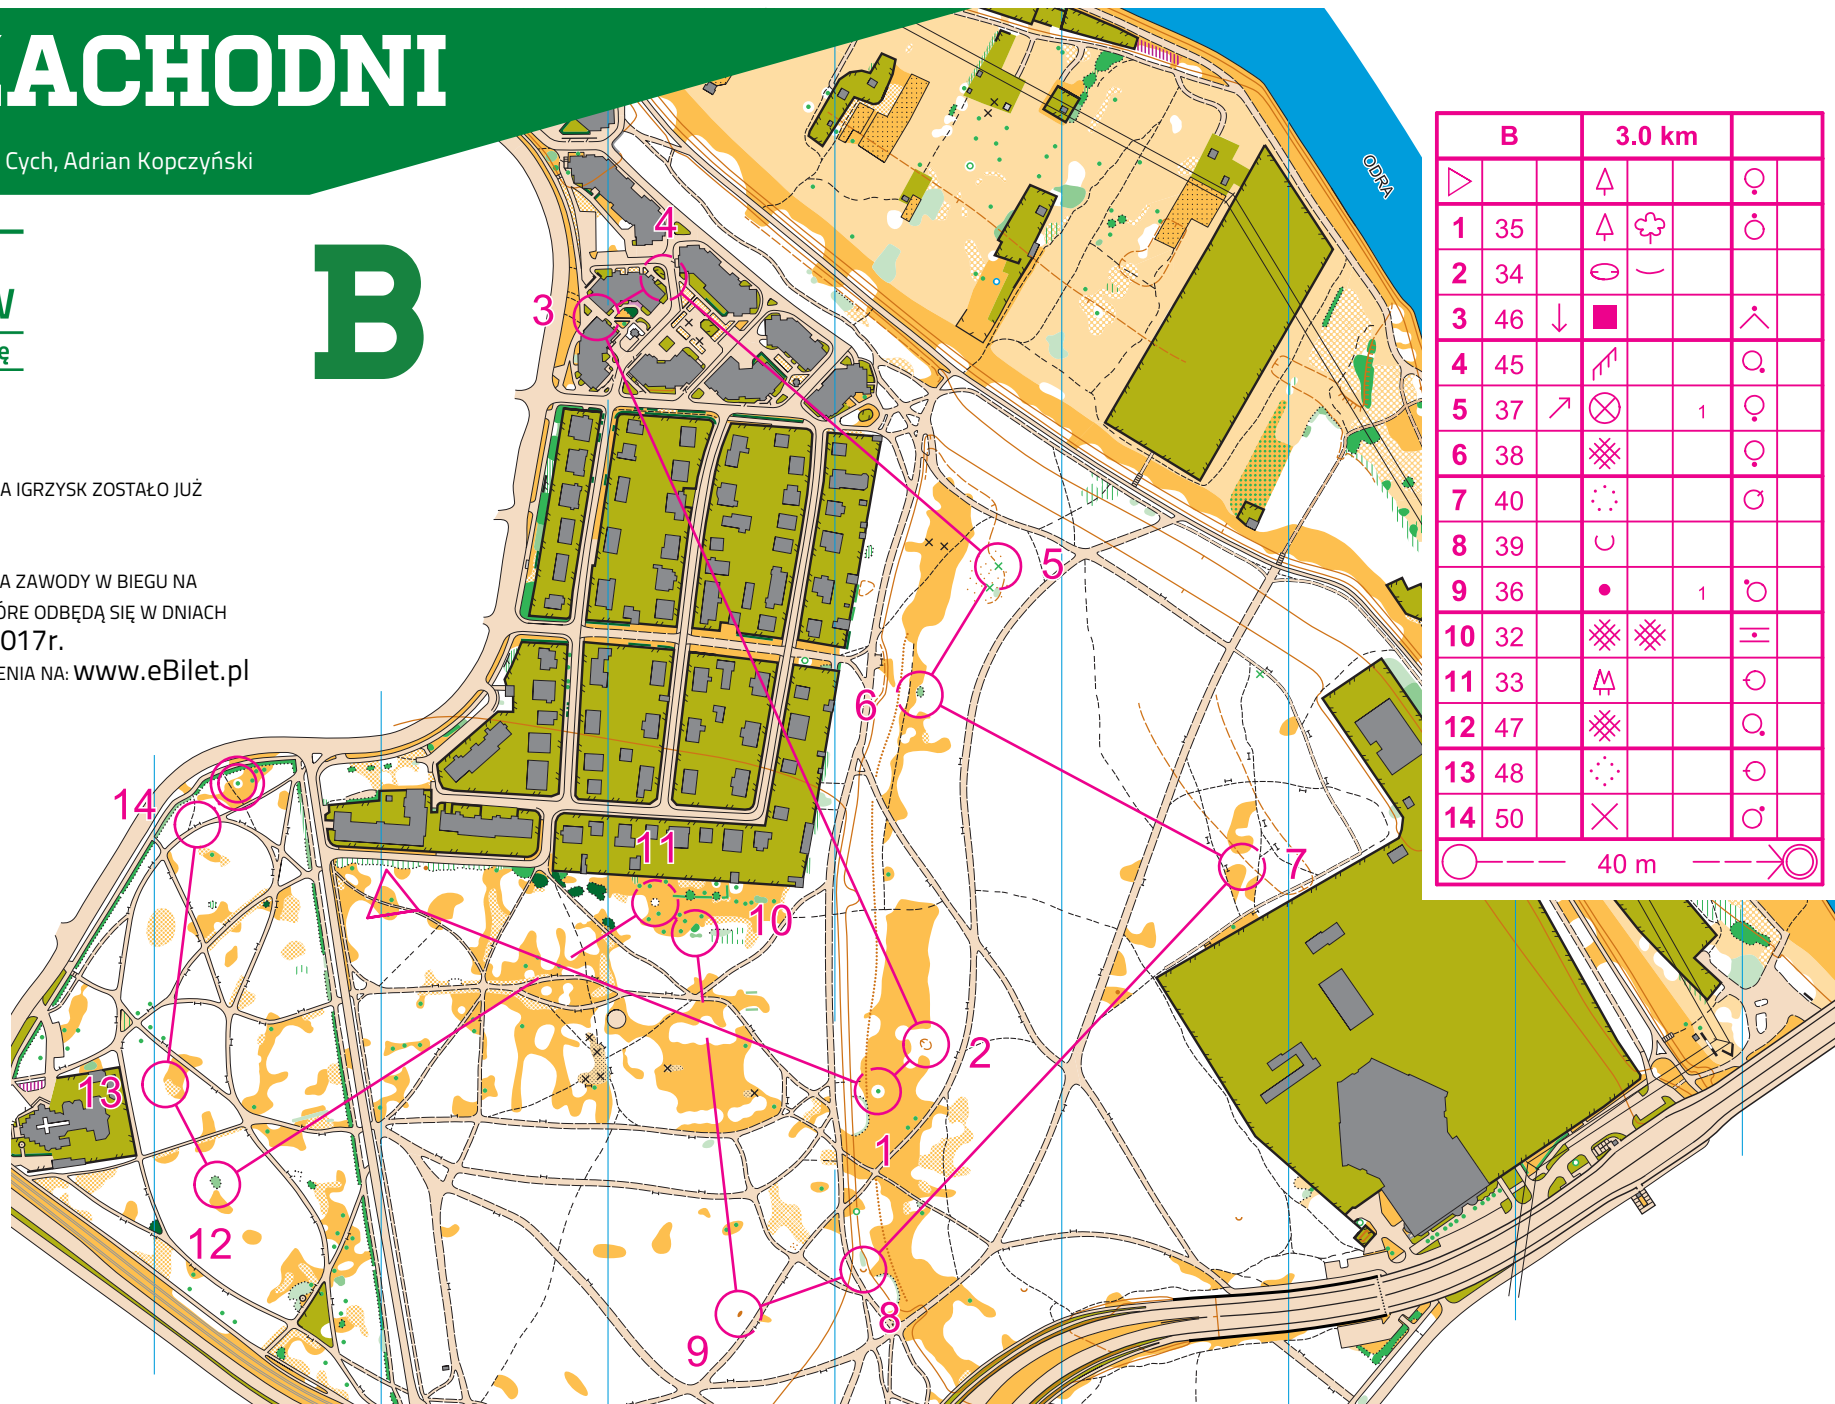 ZACHODNI
Cych, Adrian Kopczyński
B
ę
A IGRZYSK ZOSTAŁO JUŻ
A ZAWODY W BIEGU NA
ÓRE ODBĘDĄ SIĘ W DNIACH
017r.
ENIA NA: www.eBilet.pl
ODRA
4
3
5
6
7
14
11
10
2
13
1
12
8
9
B 3.0 km
1 35
2 34
3 46
4 45
5 37 1
6 38
7 40
8 39
9 36 1
10 32
11 33
12 47
13 48
14 50
40 m